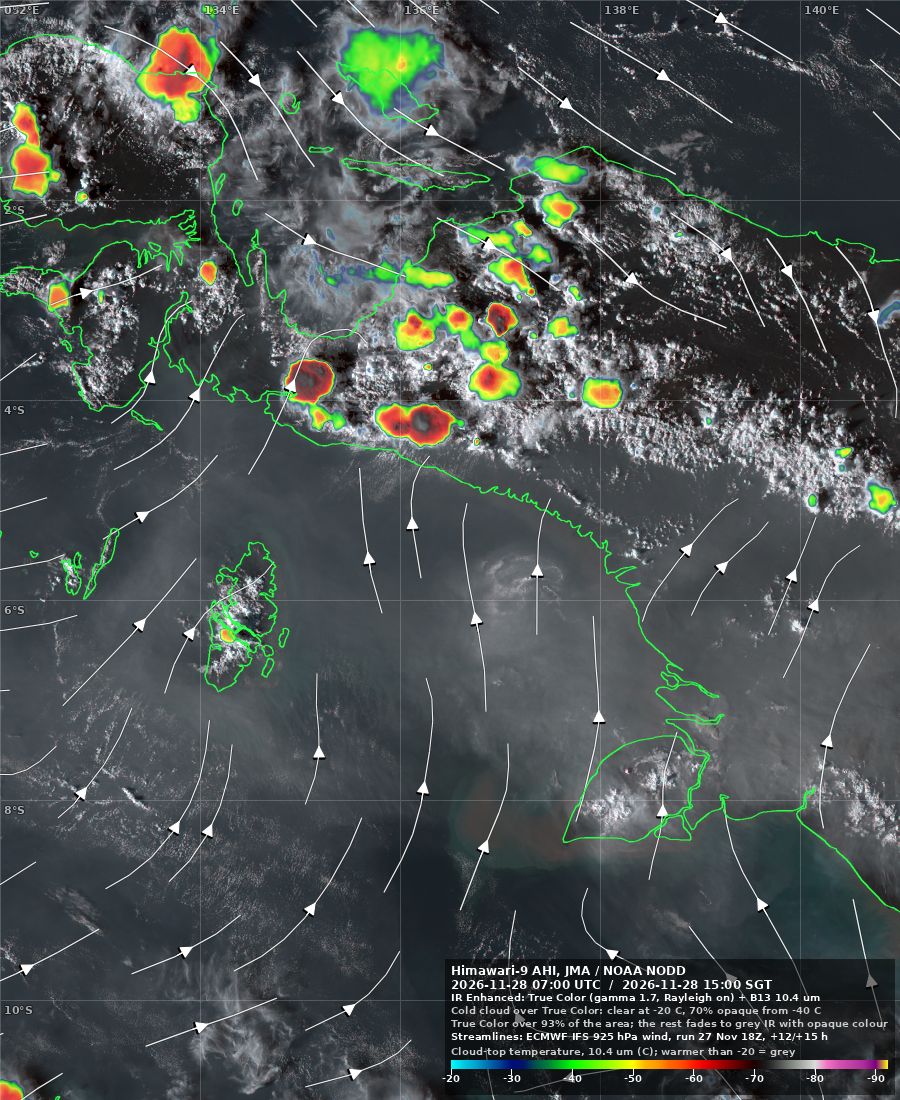 132°E 134°E 136°E 138°E 140°E
2°S
4°S
6°S
8°S
10°S
Himawari-9 AHI, JMA / NOAA NODD
2026-11-28 07:00 UTC / 2026-11-28 15:00 SGT
IR Enhanced: True Color (gamma 1.7, Rayleigh on) + B13 10.4 um
Cold cloud over True Color: clear at -20 C, 70% opaque from -40 C
True Color over 93% of the area; the rest fades to grey IR with opaque colour
Streamlines: ECMWF IFS 925 hPa wind, run 27 Nov 18Z, +12/+15 h
Cloud-top temperature, 10.4 um (C); warmer than -20 = grey
-20 -30 -40 -50 -60 -70 -80 -90